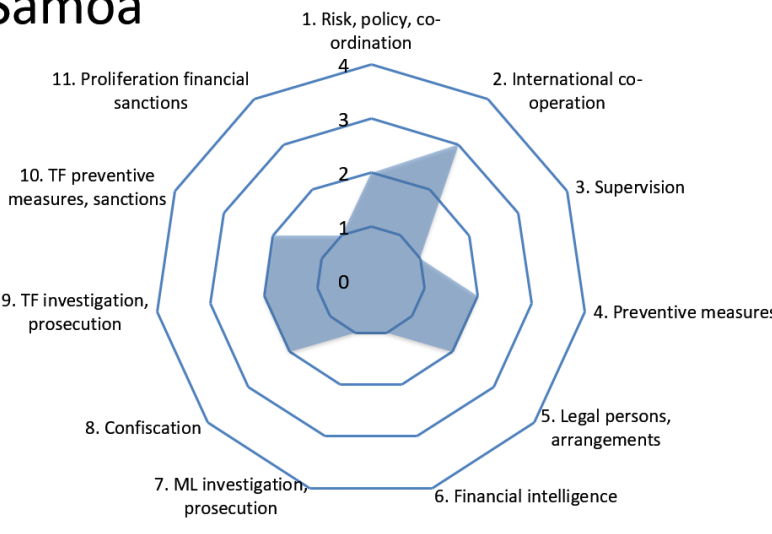 Samoa
1. Risk, policy, co-
ordination
4
11. Proliferation financial
sanctions
2. International co-
operation
3
10. TF preventive
measures, sanctions
2
3. Supervision
1
0
9. TF investigation,
prosecution
4. Preventive measures
8. Confiscation
5. Legal persons,
arrangements
7. ML investigation,
prosecution
6. Financial intelligence